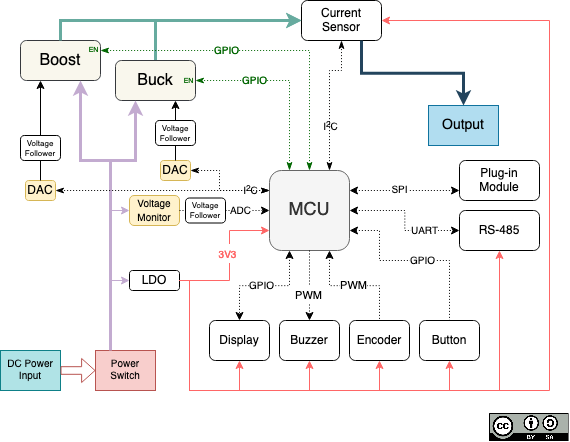 Current
Sensor
Boost
EN
GPIO
Buck
EN
GPIO
Output
Voltage
Follower
Voltage
Follower
I²C
DAC
DAC
I²C
MCU
SPI
Plug-in
Module
Voltage
Monitor
Voltage
Follower
ADC
UART
RS-485
3V3
GPIO
LDO
GPIO
PWM
PWM
Display
Buzzer
Encoder
Button
DC Power
Input
Power
Switch
cc
BY
SA